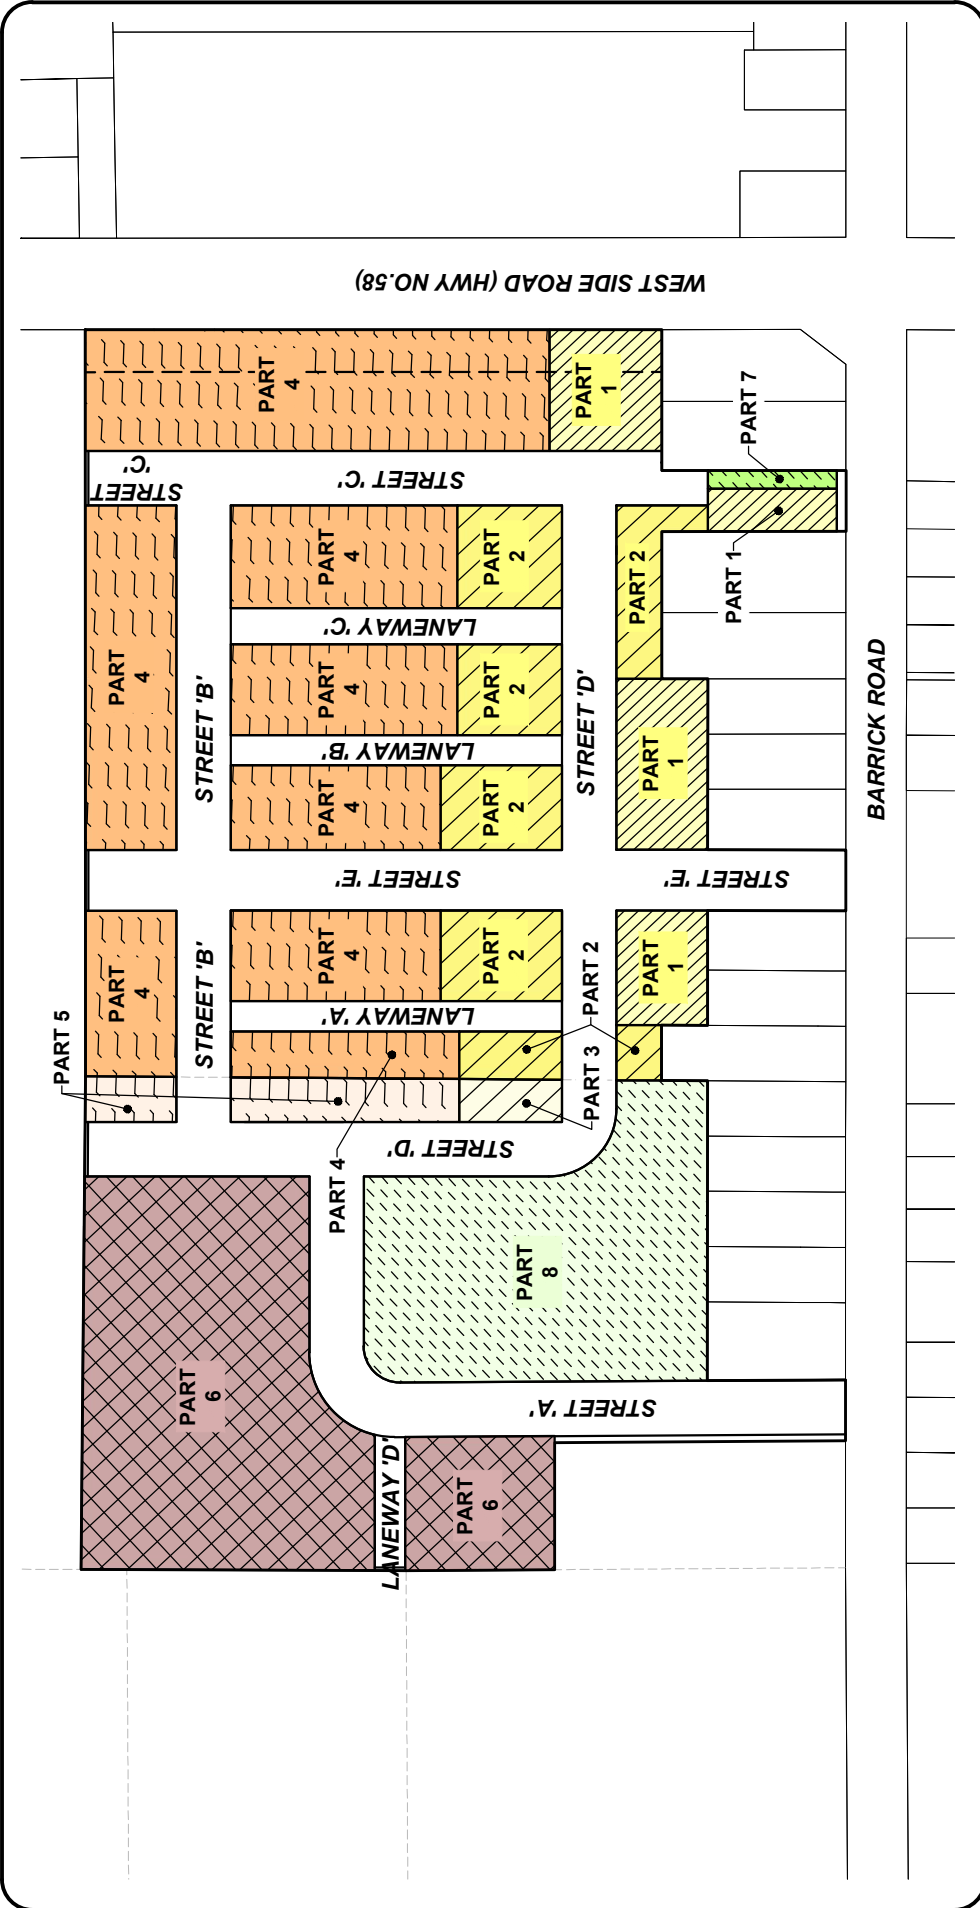 WEST SIDE ROAD (HWY NO.58)
PART
4
PART
1
PART 7
STREET
'C'
STREET 'C'
PART
4
PART
4
PART
2
PART 2
PART 1
LANEWAY 'C'
STREET 'B'
PART
4
PART
2
STREET 'D'
LANEWAY 'B'
PART
1
BARRICK ROAD
PART
4
PART
2
STREET 'E'
STREET 'E'
PART
4
STREET 'B'
PART
4
PART
2
PART 2
PART
1
LANEWAY 'A'
PART 5
PART 3
STREET 'D'
PART 4
PART
8
PART
6
STREET 'A'
LANEWAY 'D'
PART
6